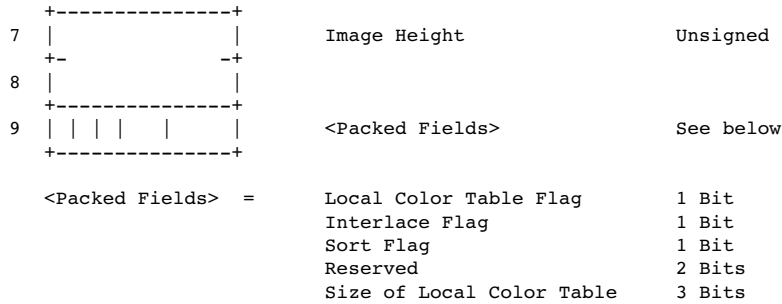 +---------------+
7 | | Image Height Unsigned
+- -+
8 | |
+---------------+
9 | | | | | | <Packed Fields> See below
+---------------+
<Packed Fields> = Local Color Table Flag 1 Bit
Interlace Flag 1 Bit
Sort Flag 1 Bit
Reserved 2 Bits
Size of Local Color Table 3 Bits